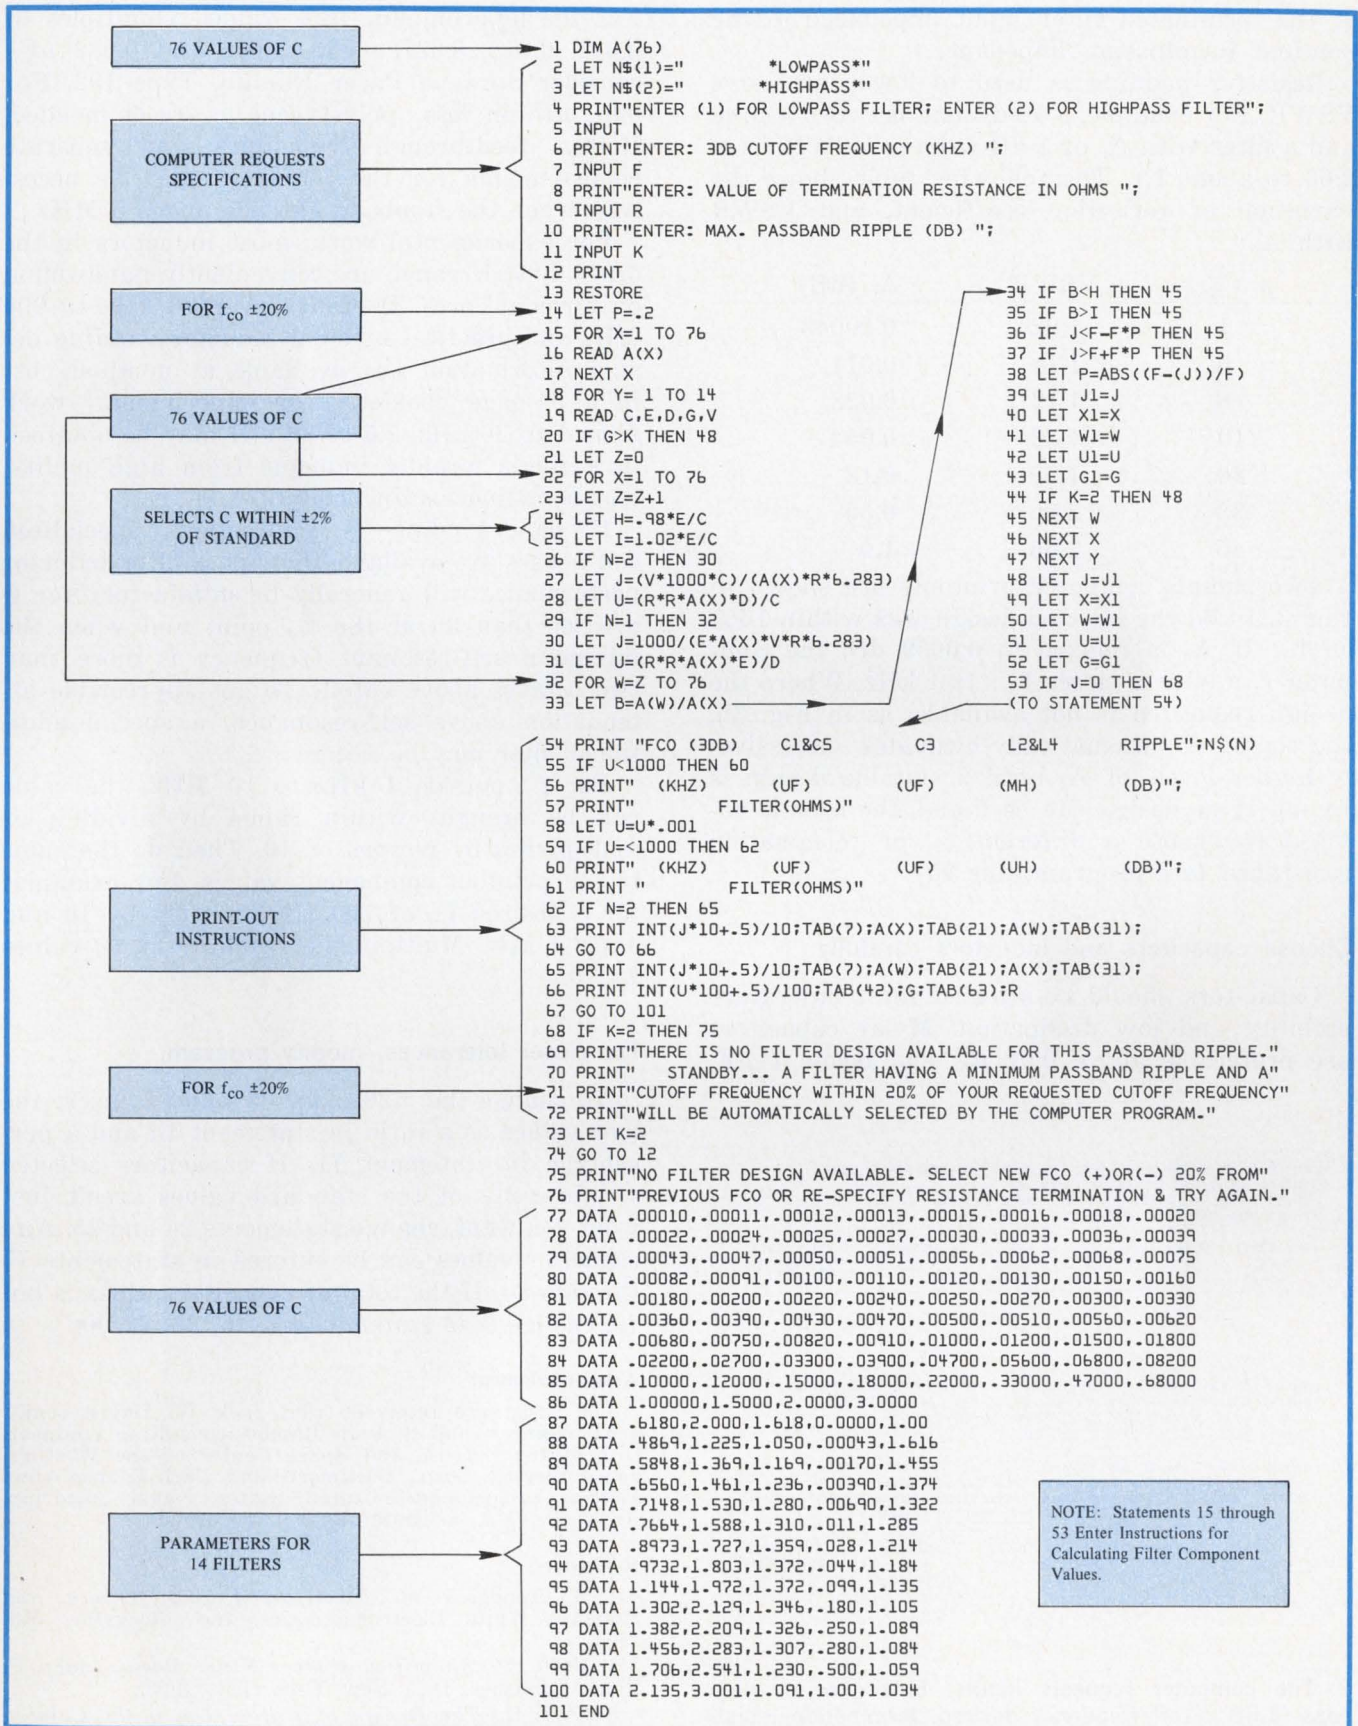 76 VALUES OF C
1 DIM A(76)
2 LET N$(1)="        *LOWPASS*"
3 LET N$(2)="        *HIGHPASS*"
4 PRINT"ENTER (1) FOR LOWPASS FILTER; ENTER (2) FOR HIGHPASS FILTER";
5 INPUT N
COMPUTER REQUESTS
SPECIFICATIONS
6 PRINT"ENTER: 3DB CUTOFF FREQUENCY (KHZ) ";
7 INPUT F
8 PRINT"ENTER: VALUE OF TERMINATION RESISTANCE IN OHMS ";
9 INPUT R
10 PRINT"ENTER: MAX. PASSBAND RIPPLE (DB) ";
11 INPUT K
12 PRINT
13 RESTORE
FOR fco ±20%
14 LET P=.2
15 FOR X=1 TO 76
16 READ A(X)
17 NEXT X
18 FOR Y= 1 TO 14
76 VALUES OF C
19 READ C,E,D,G,V
20 IF G>K THEN 48
21 LET Z=0
22 FOR X=1 TO 76
23 LET Z=Z+1
SELECTS C WITHIN ±2%
OF STANDARD
24 LET H=.98*E/C
25 LET I=1.02*E/C
26 IF N=2 THEN 30
27 LET J=(V*1000*C)/(A(X)*R*6.283)
28 LET U=(R*R*A(X)*D)/C
29 IF N=1 THEN 32
30 LET J=1000/(E*A(X)*V*R*6.283)
31 LET U=(R*R*A(X)*E)/D
32 FOR W=Z TO 76
33 LET B=A(W)/A(X)
34 IF B<H THEN 45
35 IF B>I THEN 45
36 IF J<F-F*P THEN 45
37 IF J>F+F*P THEN 45
38 LET P=ABS((F-(J))/F)
39 LET J1=J
40 LET X1=X
41 LET W1=W
42 LET U1=U
43 LET G1=G
44 IF K=2 THEN 48
45 NEXT W
46 NEXT X
47 NEXT Y
48 LET J=J1
49 LET X=X1
50 LET W=W1
51 LET U=U1
52 LET G=G1
53 IF J=0 THEN 68
(TO STATEMENT 54)
54 PRINT "FCO (3DB)    C1&C5        C3       L2&L4      RIPPLE";N$(N)
55 IF U<1000 THEN 60
56 PRINT"  (KHZ)       (UF)        (UF)      (MH)        (DB)";
57 PRINT"        FILTER(OHMS)"
58 LET U=U*.001
59 IF U=<1000 THEN 62
60 PRINT"  (KHZ)       (UF)        (UF)      (UH)        (DB)";
61 PRINT "        FILTER(OHMS)"
PRINT-OUT
INSTRUCTIONS
62 IF N=2 THEN 65
63 PRINT INT(J*10+.5)/10;TAB(7);A(X);TAB(21);A(W);TAB(31);
64 GO TO 66
65 PRINT INT(J*10+.5)/10;TAB(7);A(W);TAB(21);A(X);TAB(31);
66 PRINT INT(U*100+.5)/100;TAB(42);G;TAB(63);R
67 GO TO 101
68 IF K=2 THEN 75
69 PRINT"THERE IS NO FILTER DESIGN AVAILABLE FOR THIS PASSBAND RIPPLE."
70 PRINT"   STANDBY... A FILTER HAVING A MINIMUM PASSBAND RIPPLE AND A"
FOR fco ±20%
71 PRINT"CUTOFF FREQUENCY WITHIN 20% OF YOUR REQUESTED CUTOFF FREQUENCY"
72 PRINT"WILL BE AUTOMATICALLY SELECTED BY THE COMPUTER PROGRAM."
73 LET K=2
74 GO TO 12
75 PRINT"NO FILTER DESIGN AVAILABLE. SELECT NEW FCO (+)OR(-) 20% FROM"
76 PRINT"PREVIOUS FCO OR RE-SPECIFY RESISTANCE TERMINATION & TRY AGAIN."
77 DATA .00010,.00011,.00012,.00013,.00015,.00016,.00018,.00020
78 DATA .00022,.00024,.00025,.00027,.00030,.00033,.00036,.00039
79 DATA .00043,.00047,.00050,.00051,.00056,.00062,.00068,.00075
80 DATA .00082,.00091,.00100,.00110,.00120,.00130,.00150,.00160
76 VALUES OF C
81 DATA .00180,.00200,.00220,.00240,.00250,.00270,.00300,.00330
82 DATA .00360,.00390,.00430,.00470,.00500,.00510,.00560,.00620
83 DATA .00680,.00750,.00820,.00910,.01000,.01200,.01500,.01800
84 DATA .02200,.02700,.03300,.03900,.04700,.05600,.06800,.08200
85 DATA .10000,.12000,.15000,.18000,.22000,.33000,.47000,.68000
86 DATA 1.00000,1.5000,2.0000,3.0000
87 DATA .6180,2.000,1.618,0.0000,1.00
88 DATA .4869,1.225,1.050,.00043,1.616
89 DATA .5848,1.369,1.169,.00170,1.455
90 DATA .6560,1.461,1.236,.00390,1.374
91 DATA .7148,1.530,1.280,.00690,1.322
PARAMETERS FOR
14 FILTERS
92 DATA .7664,1.588,1.310,.011,1.285
93 DATA .8973,1.727,1.359,.028,1.214
94 DATA .9732,1.803,1.372,.044,1.184
95 DATA 1.144,1.972,1.372,.099,1.135
96 DATA 1.302,2.129,1.346,.180,1.105
97 DATA 1.382,2.209,1.326,.250,1.089
98 DATA 1.456,2.283,1.307,.280,1.084
99 DATA 1.706,2.541,1.230,.500,1.059
100 DATA 2.135,3.001,1.091,1.00,1.034
101 END
NOTE: Statements 15 through
53 Enter Instructions for
Calculating Filter Component
Values.